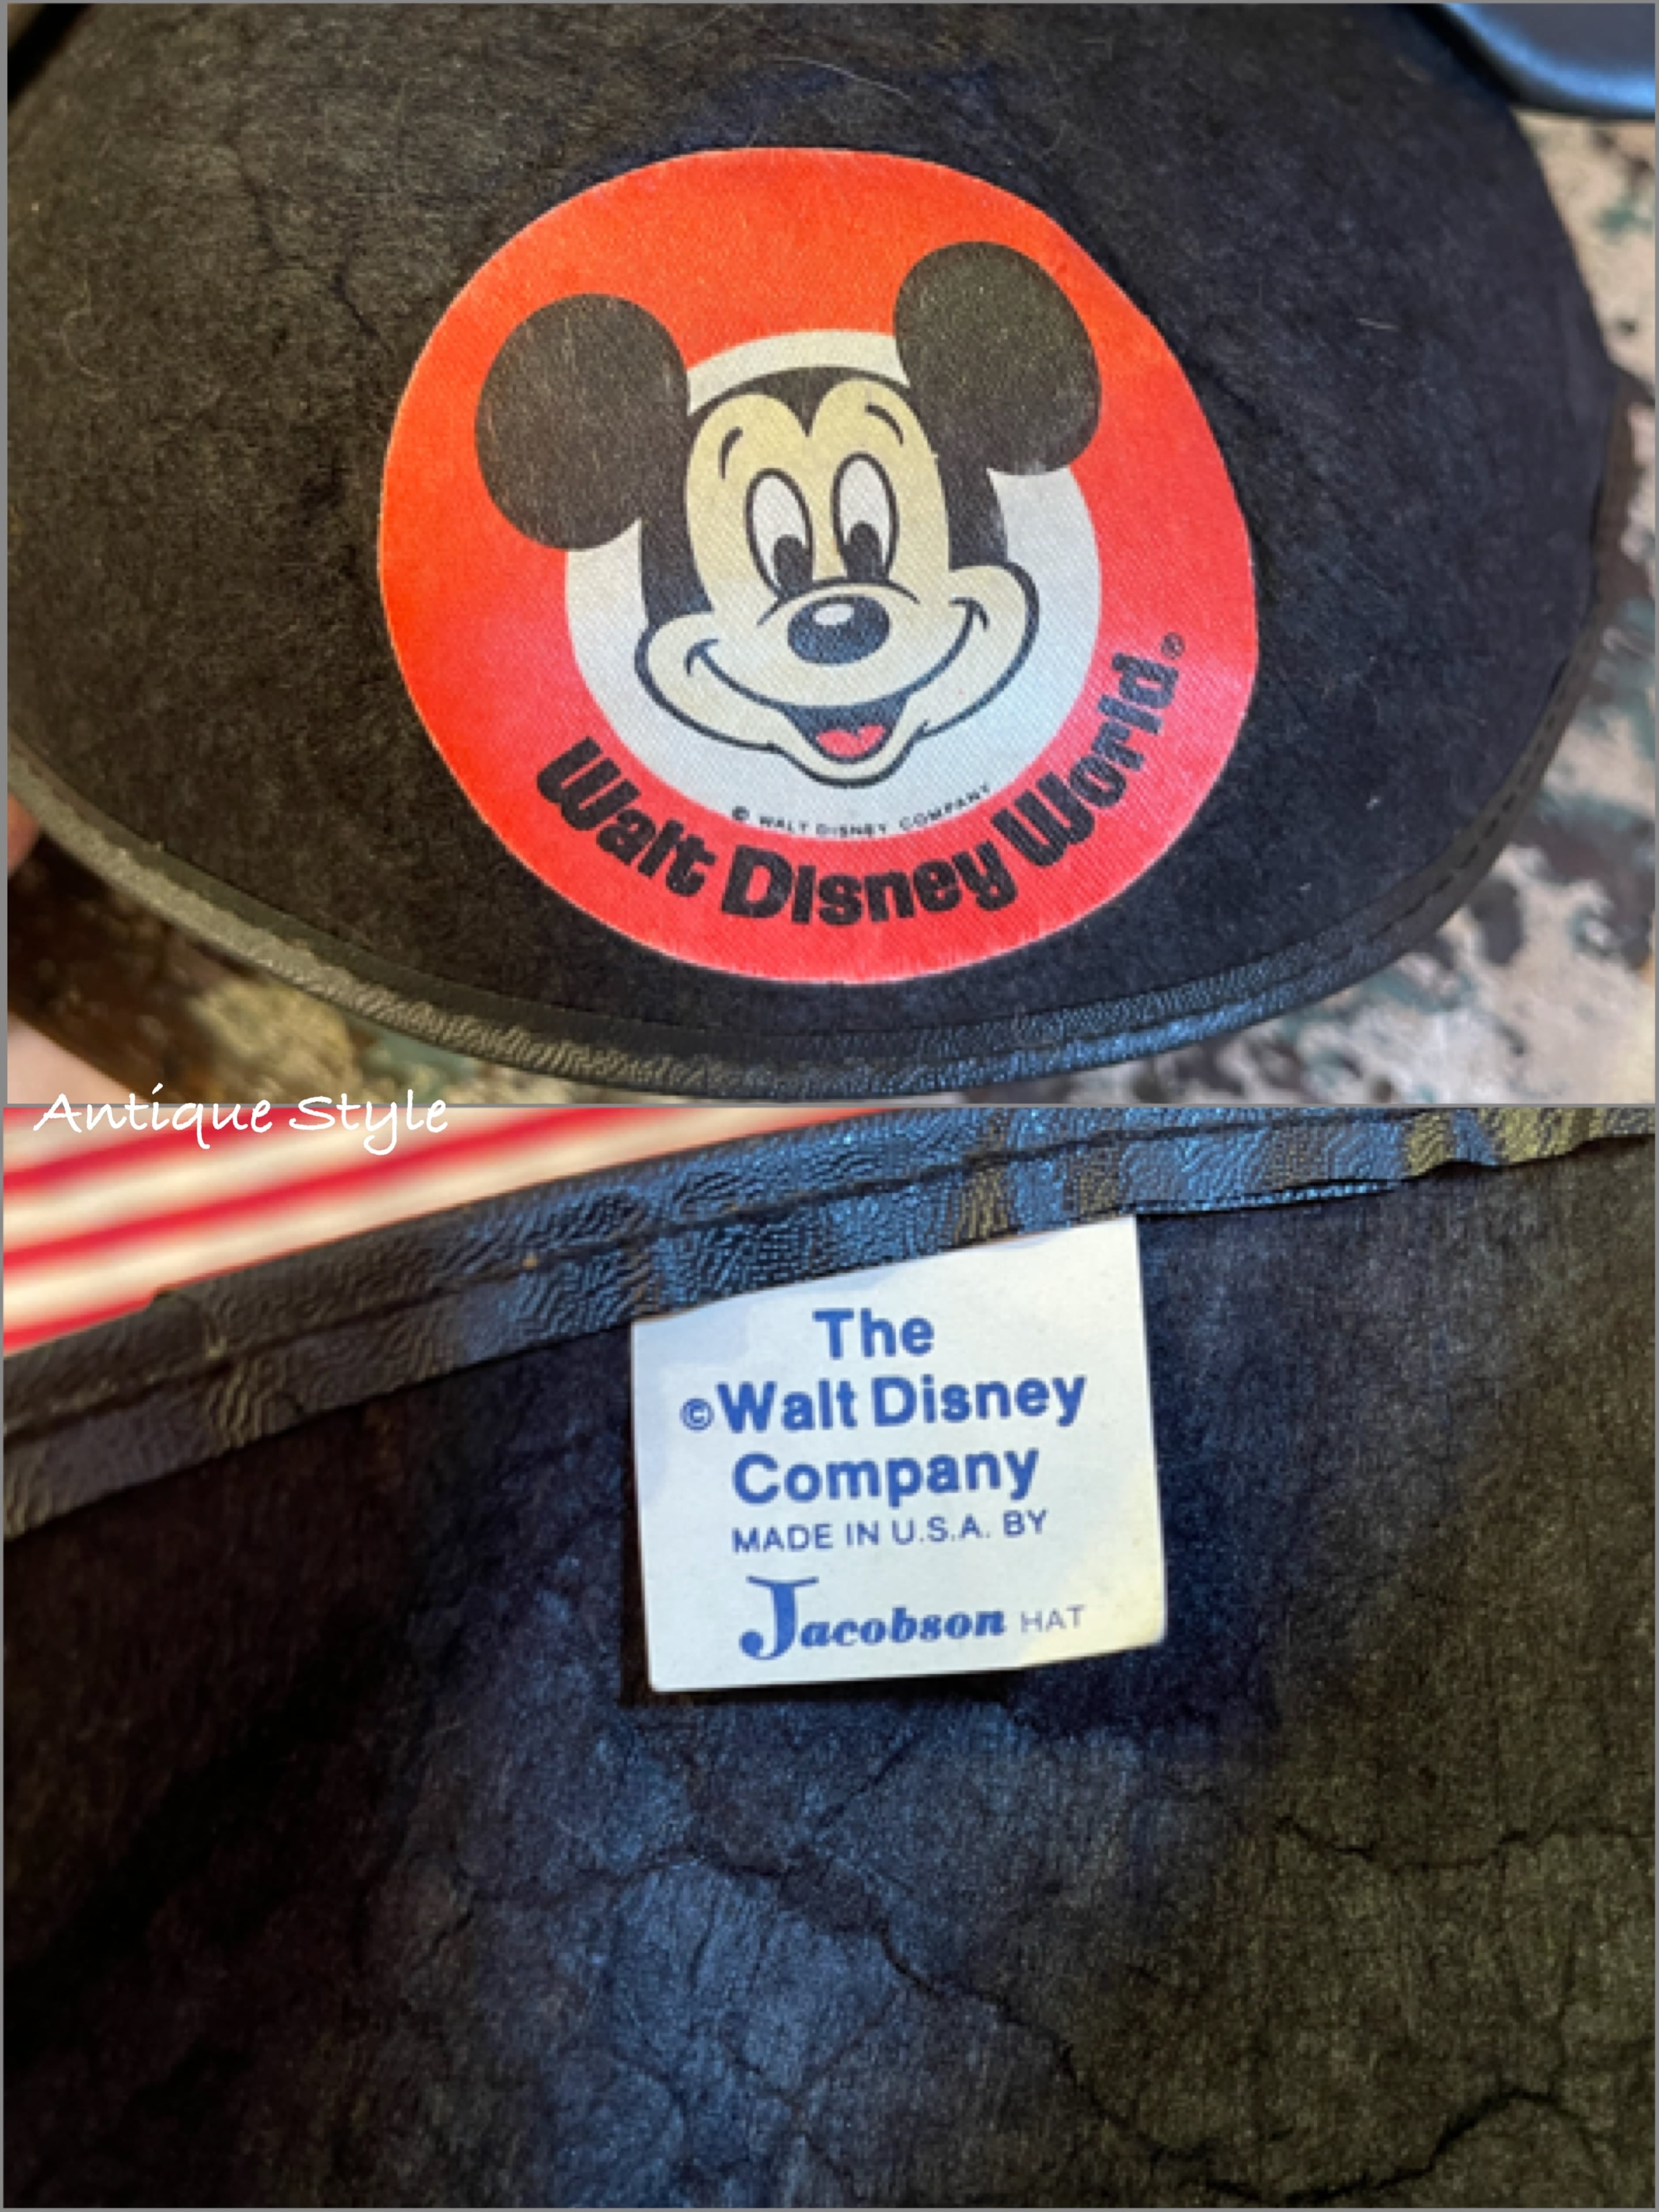 © WALT DISNEY COMPANY
Walt Disney World®
Antique Style
The
©Walt Disney
Company
MADE IN U.S.A. BY
Jacobson HAT